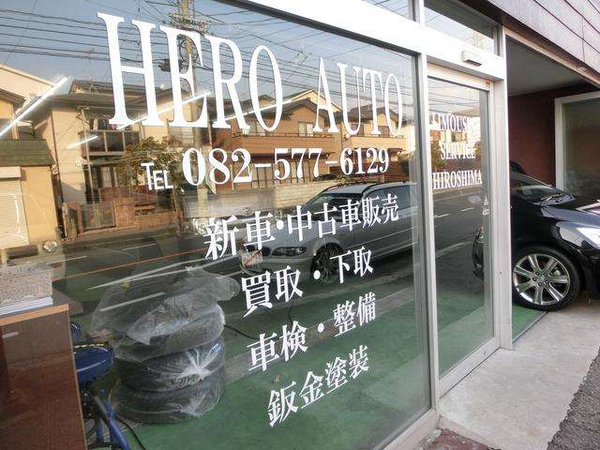 HERO AUTO
TEL 082-577-6129
新車・中古車販売
買取・下取
車検・整備
鈑金塗装
LIMOUSINE
SERVICE
HIROSHIMA